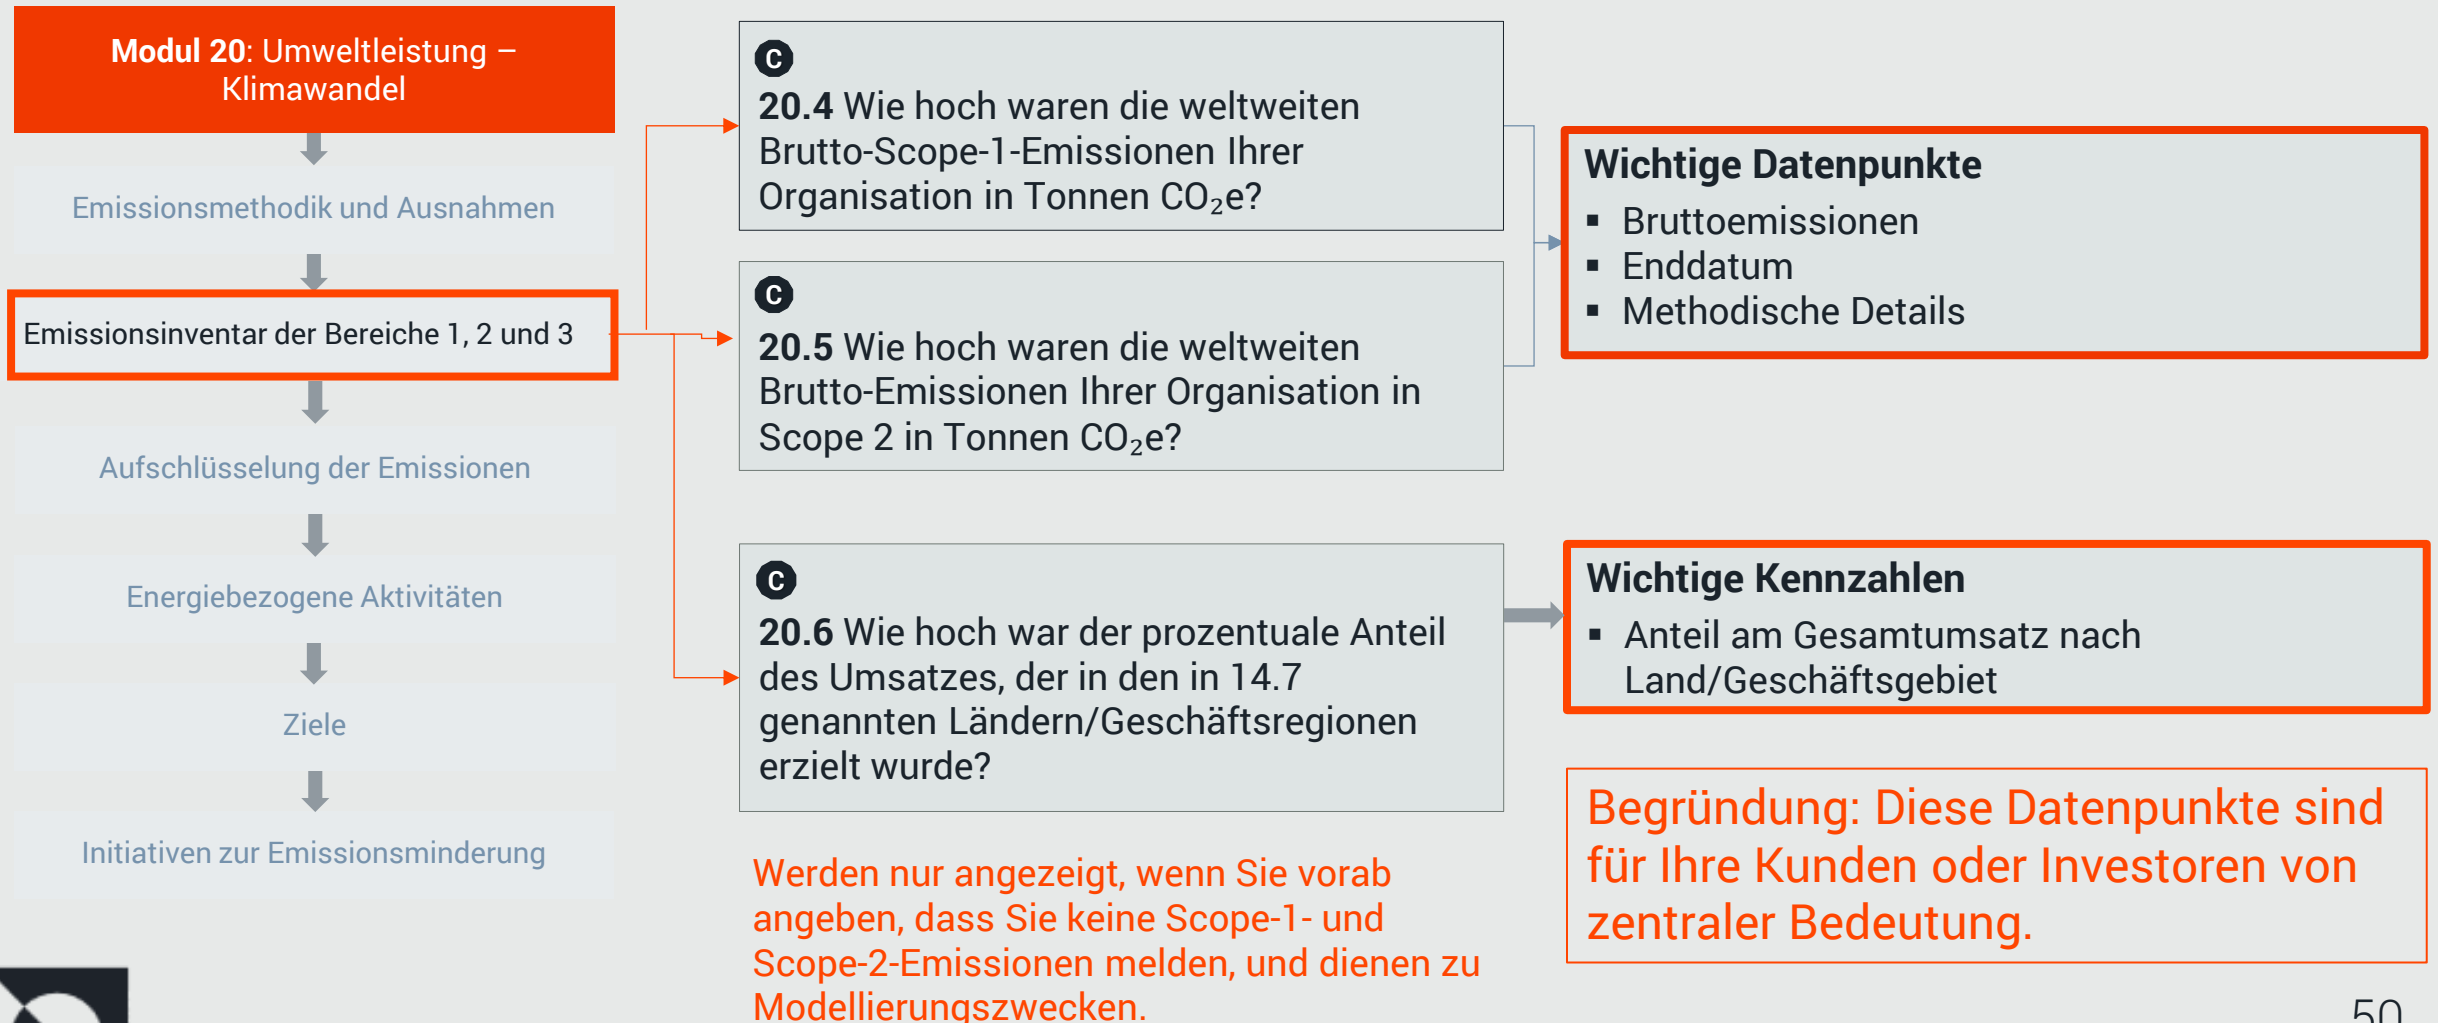 Modul 20: Umweltleistung –
Klimawandel
Emissionsmethodik und Ausnahmen
Emissionsinventar der Bereiche 1, 2 und 3
Aufschlüsselung der Emissionen
Energiebezogene Aktivitäten
Ziele
Initiativen zur Emissionsminderung
C
20.4 Wie hoch waren die weltweiten
Brutto-Scope-1-Emissionen Ihrer
Organisation in Tonnen CO₂e?
C
20.5 Wie hoch waren die weltweiten
Brutto-Emissionen Ihrer Organisation in
Scope 2 in Tonnen CO₂e?
C
20.6 Wie hoch war der prozentuale Anteil
des Umsatzes, der in den in 14.7
genannten Ländern/Geschäftsregionen
erzielt wurde?
Werden nur angezeigt, wenn Sie vorab
angeben, dass Sie keine Scope-1- und
Scope-2-Emissionen melden, und dienen zu
Modellierungszwecken.
Wichtige Datenpunkte
▪ Bruttoemissionen
▪ Enddatum
▪ Methodische Details
Wichtige Kennzahlen
▪ Anteil am Gesamtumsatz nach
Land/Geschäftsgebiet
Begründung: Diese Datenpunkte sind
für Ihre Kunden oder Investoren von
zentraler Bedeutung.
50